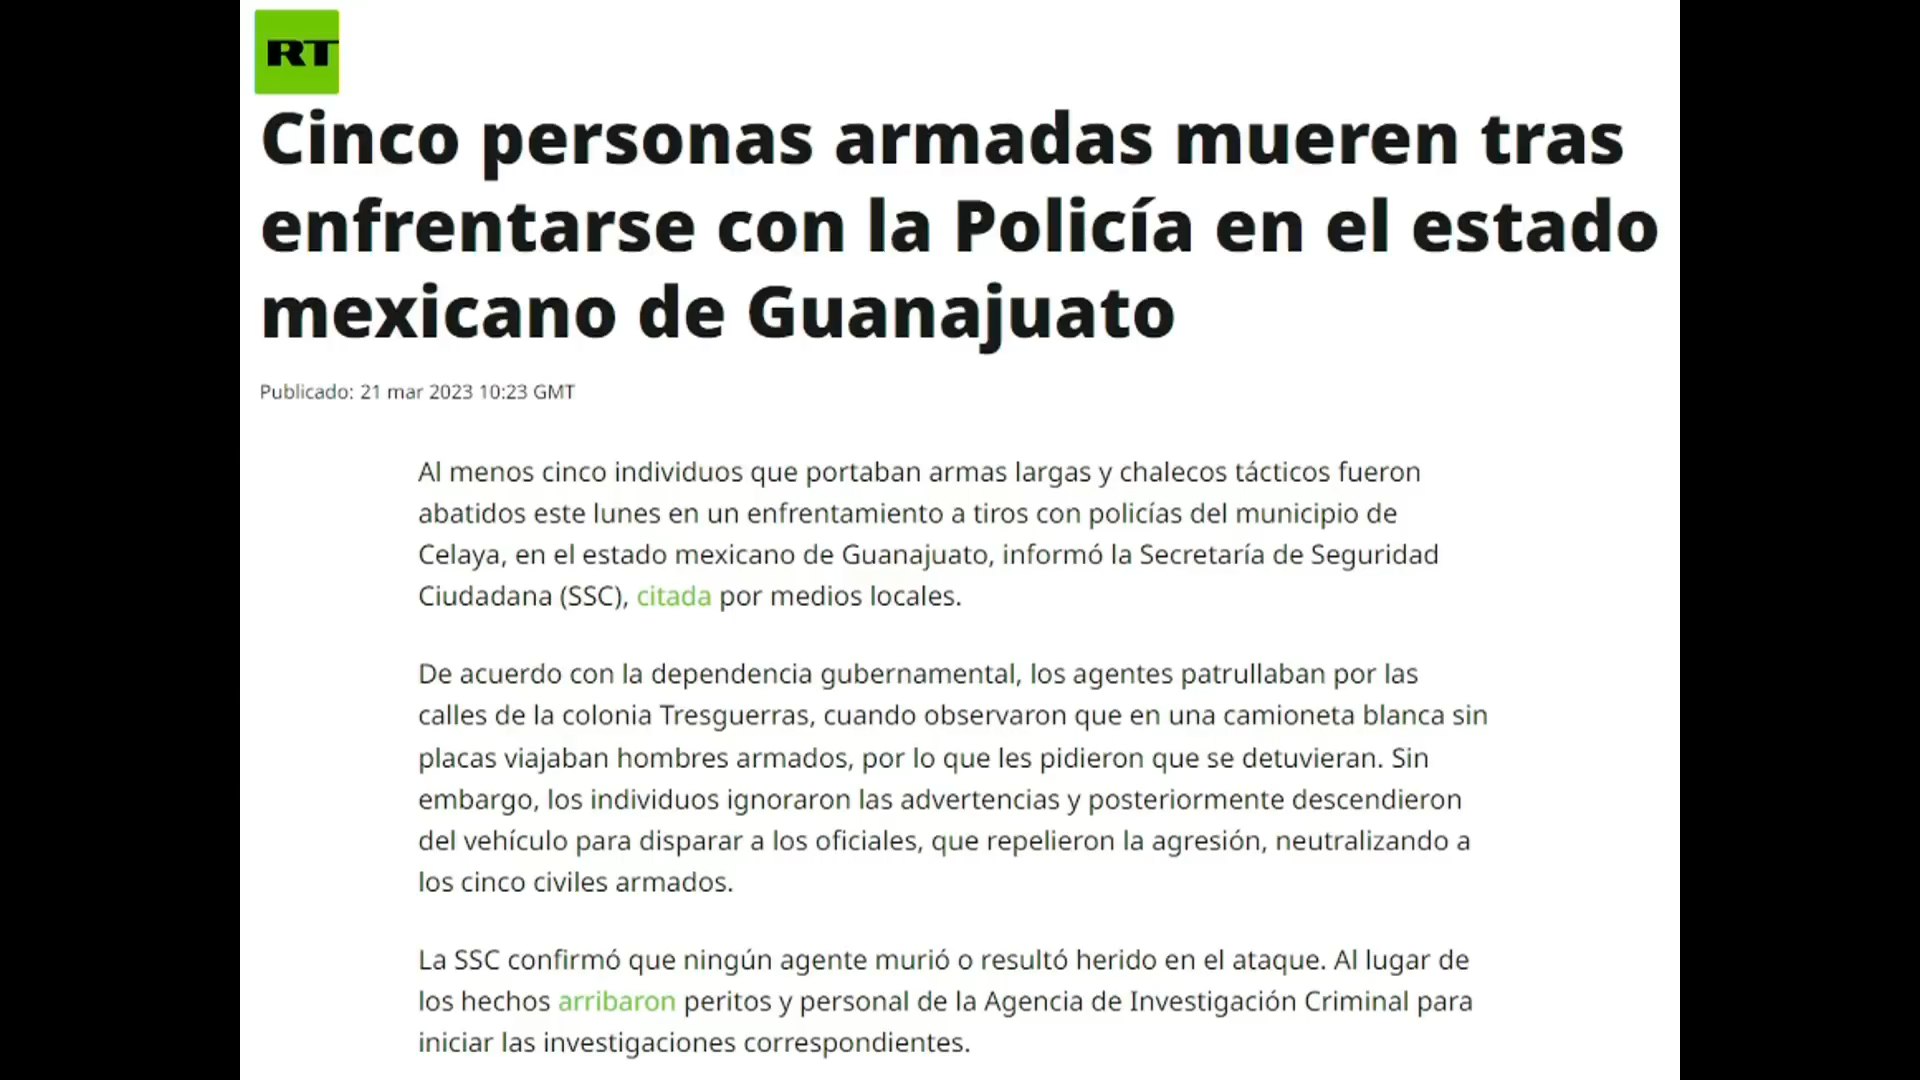 RT
Cinco personas armadas mueren tras
enfrentarse con la Policía en el estado
mexicano de Guanajuato
Publicado: 21 mar 2023 10:23 GMT
Al menos cinco individuos que portaban armas largas y chalecos tácticos fueron
abatidos este lunes en un enfrentamiento a tiros con policías del municipio de
Celaya, en el estado mexicano de Guanajuato, informó la Secretaría de Seguridad
Ciudadana (SSC), citada por medios locales.
De acuerdo con la dependencia gubernamental, los agentes patrullaban por las
calles de la colonia Tresguerras, cuando observaron que en una camioneta blanca sin
placas viajaban hombres armados, por lo que les pidieron que se detuvieran. Sin
embargo, los individuos ignoraron las advertencias y posteriormente descendieron
del vehículo para disparar a los oficiales, que repelieron la agresión, neutralizando a
los cinco civiles armados.
La SSC confirmó que ningún agente murió o resultó herido en el ataque. Al lugar de
los hechos arribaron peritos y personal de la Agencia de Investigación Criminal para
iniciar las investigaciones correspondientes.